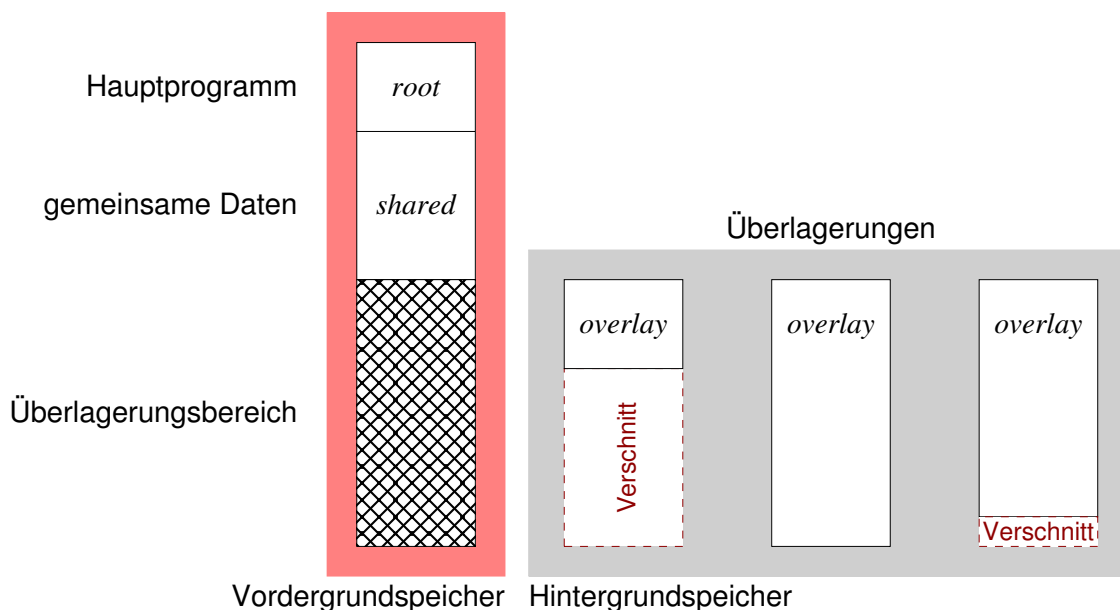 Hauptprogramm
root
gemeinsame Daten
shared
Überlagerungen
overlay
overlay
overlay
Überlagerungsbereich
Verschnitt
Verschnitt
Vordergrundspeicher
Hintergrundspeicher